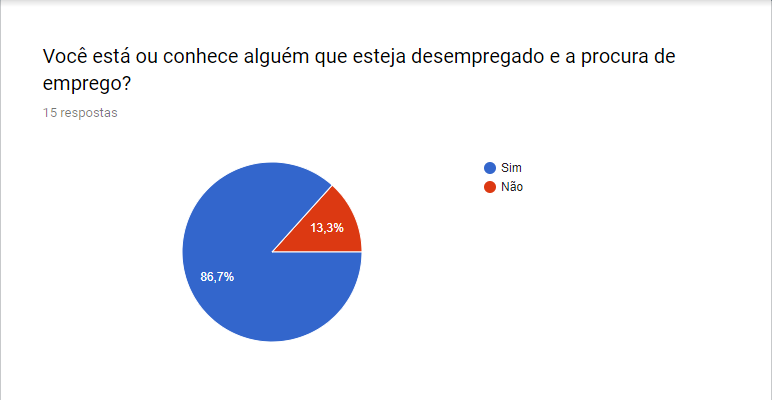 Você está ou conhece alguém que esteja desempregado e a procura de
emprego?
15 respostas
Sim
Não
13,3%
86,7%